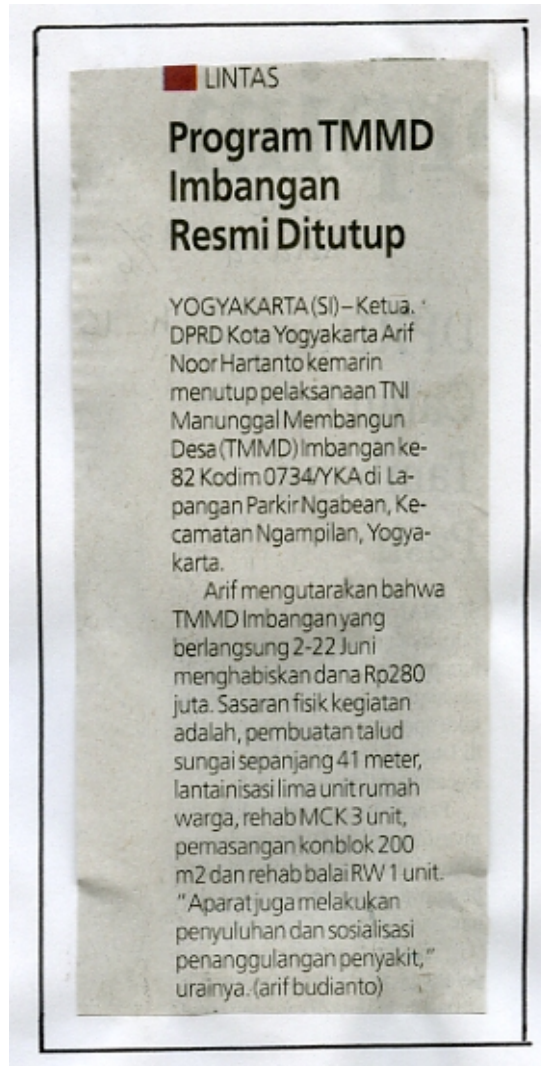 LINTAS
Program TMMD
Imbangan
Resmi Ditutup
YOGYAKARTA (SI) – Ketua
DPRD Kota Yogyakarta Arif
Noor Hartanto kemarin
menutup pelaksanaan TNI
Manunggal Membangun
Desa (TMMD) Imbangan ke-
82 Kodim 0734/YKA di La-
pangan Parkir Ngabean, Ke-
camatan Ngampilan, Yogya-
karta.
Arif mengutarakan bahwa
TMMD Imbangan yang
berlangsung 2-22 Juni
menghabiskan dana Rp280
juta. Sasaran fisik kegiatan
adalah, pembuatan talud
sungai sepanjang 41 meter,
lantainisasi lima unit rumah
warga, rehab MCK 3 unit,
pemasangan konblok 200
m2 dan rehab balai RW 1 unit.
"Aparat juga melakukan
penyuluhan dan sosialisasi
penanggulangan penyakit,"
urainya. (arif budianto)